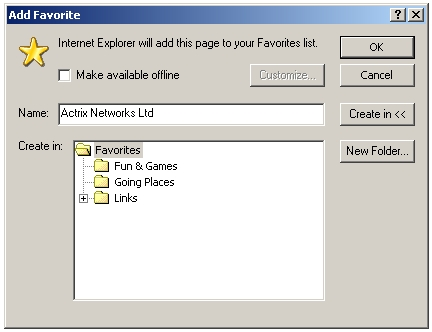 Add Favorite
Internet Explorer will add this page to your Favorites list.
OK
Make available offline
Customize...
Cancel
Name: Actrix Networks Ltd
Create in <<
Create in:
Favorites
New Folder...
Fun & Games
Going Places
Links